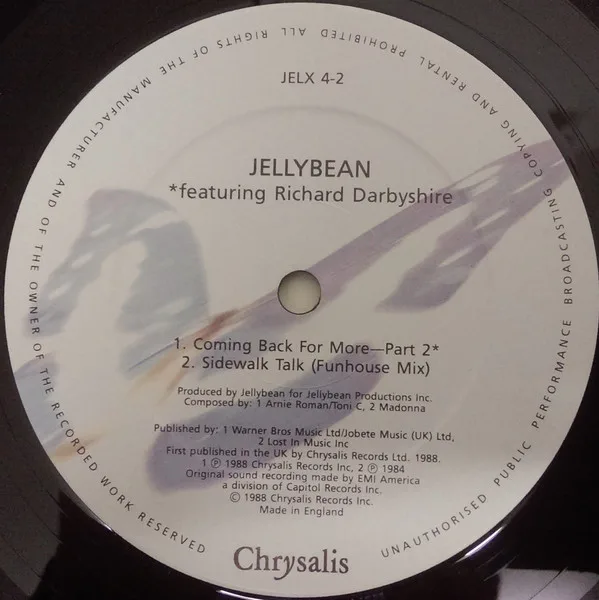 ALL RIGHTS OF THE MANUFACTURER AND OF THE OWNER OF THE RECORDED WORK RESERVED
UNAUTHORISED PUBLIC PERFORMANCE BROADCASTING COPYING AND RENTAL PROHIBITED
JELX 4-2
JELLYBEAN
*featuring Richard Darbyshire
1. Coming Back For More—Part 2*
2. Sidewalk Talk (Funhouse Mix)
Produced by Jellybean for Jellybean Productions Inc.
Composed by: 1 Arnie Roman/Toni C, 2 Madonna
Published by: 1 Warner Bros Music Ltd/Jobete Music (UK) Ltd,
2 Lost In Music Inc
First published in the UK by Chrysalis Records Ltd. 1988.
1 ℗ 1988 Chrysalis Records Inc, 2 ℗ 1984
Original sound recording made by EMI America
a division of Capitol Records Inc,
© 1988 Chrysalis Records Inc.
Made in England
Chrysalis